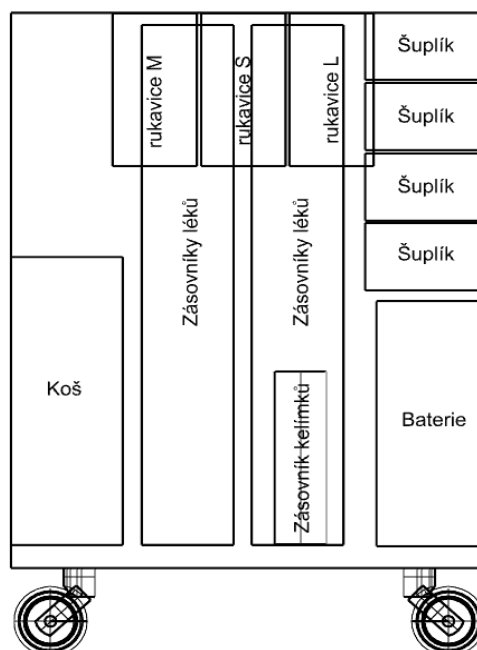 rukavice M
rukavice S
rukavice L
Šuplík
Šuplík
Šuplík
Šuplík
Zásovníky léků
Zásovníky léků
Koš
Zásovník kelímků
Baterie